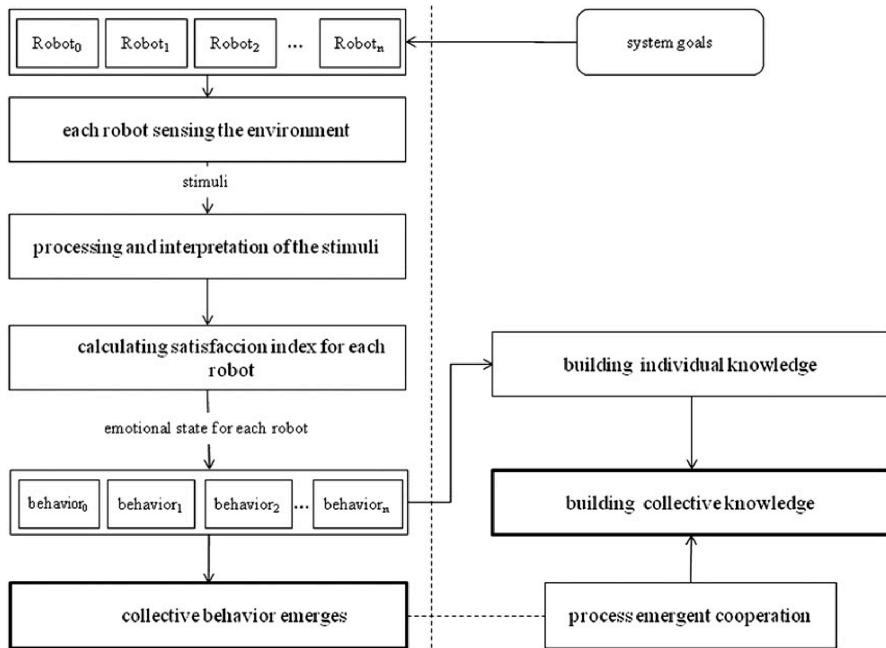 Robot₀ Robot₁ Robot₂ ... Robotₙ
system goals
each robot sensing the environment
stimuli
processing and interpretation of the stimuli
calculating satisfaccion index for each
robot
building individual knowledge
emotional state for each robot
behavior₀ behavior₁ behavior₂ ... behaviorₙ
building collective knowledge
collective behavior emerges
process emergent cooperation